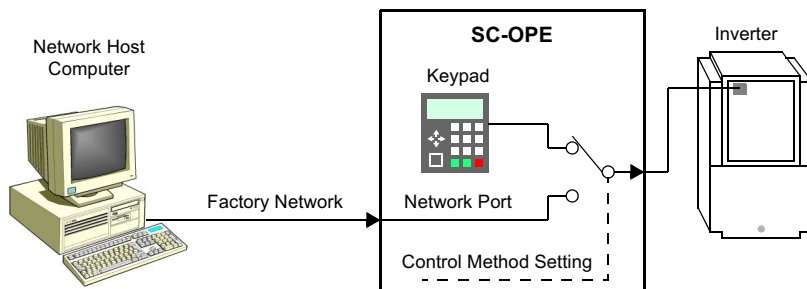 Network Host
Computer
SC-OPE
Keypad
Inverter
Factory Network
Network Port
Control Method Setting